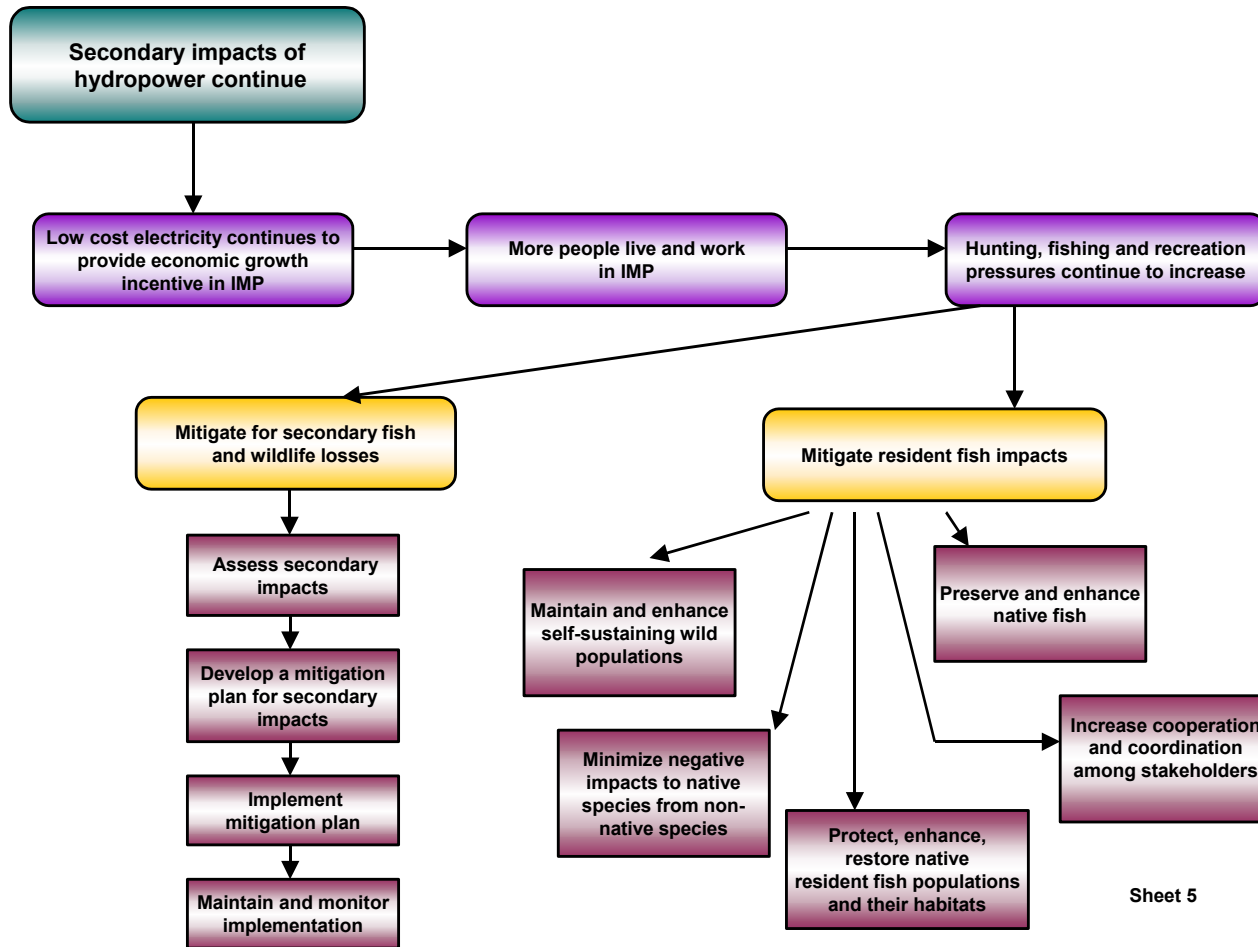 Secondary impacts of
hydropower continue
Low cost electricity continues to
provide economic growth
incentive in IMP
More people live and work
in IMP
Hunting, fishing and recreation
pressures continue to increase
Mitigate for secondary fish
and wildlife losses
Mitigate resident fish impacts
Assess secondary
impacts
Develop a mitigation
plan for secondary
impacts
Implement
mitigation plan
Maintain and monitor
implementation
Maintain and enhance
self-sustaining wild
populations
Minimize negative
impacts to native
species from non-
native species
Protect, enhance,
restore native
resident fish populations
and their habitats
Preserve and enhance
native fish
Increase cooperation
and coordination
among stakeholders
Sheet 5